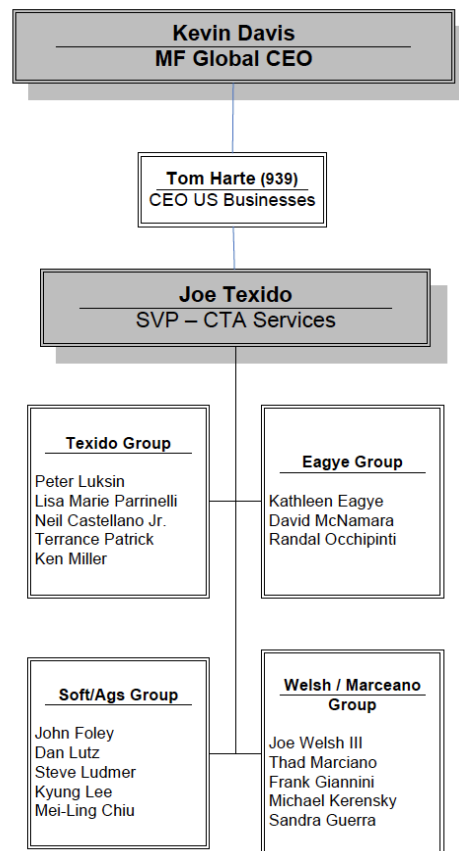 Kevin Davis
MF Global CEO
Tom Harte (939)
CEO US Businesses
Joe Texido
SVP – CTA Services
Texido Group
Peter Luksin
Lisa Marie Parrinelli
Neil Castellano Jr.
Terrance Patrick
Ken Miller
Eagye Group
Kathleen Eagye
David McNamara
Randal Occhipinti
Soft/Ags Group
John Foley
Dan Lutz
Steve Ludmer
Kyung Lee
Mei-Ling Chiu
Welsh / Marceano
Group
Joe Welsh III
Thad Marciano
Frank Giannini
Michael Kerensky
Sandra Guerra